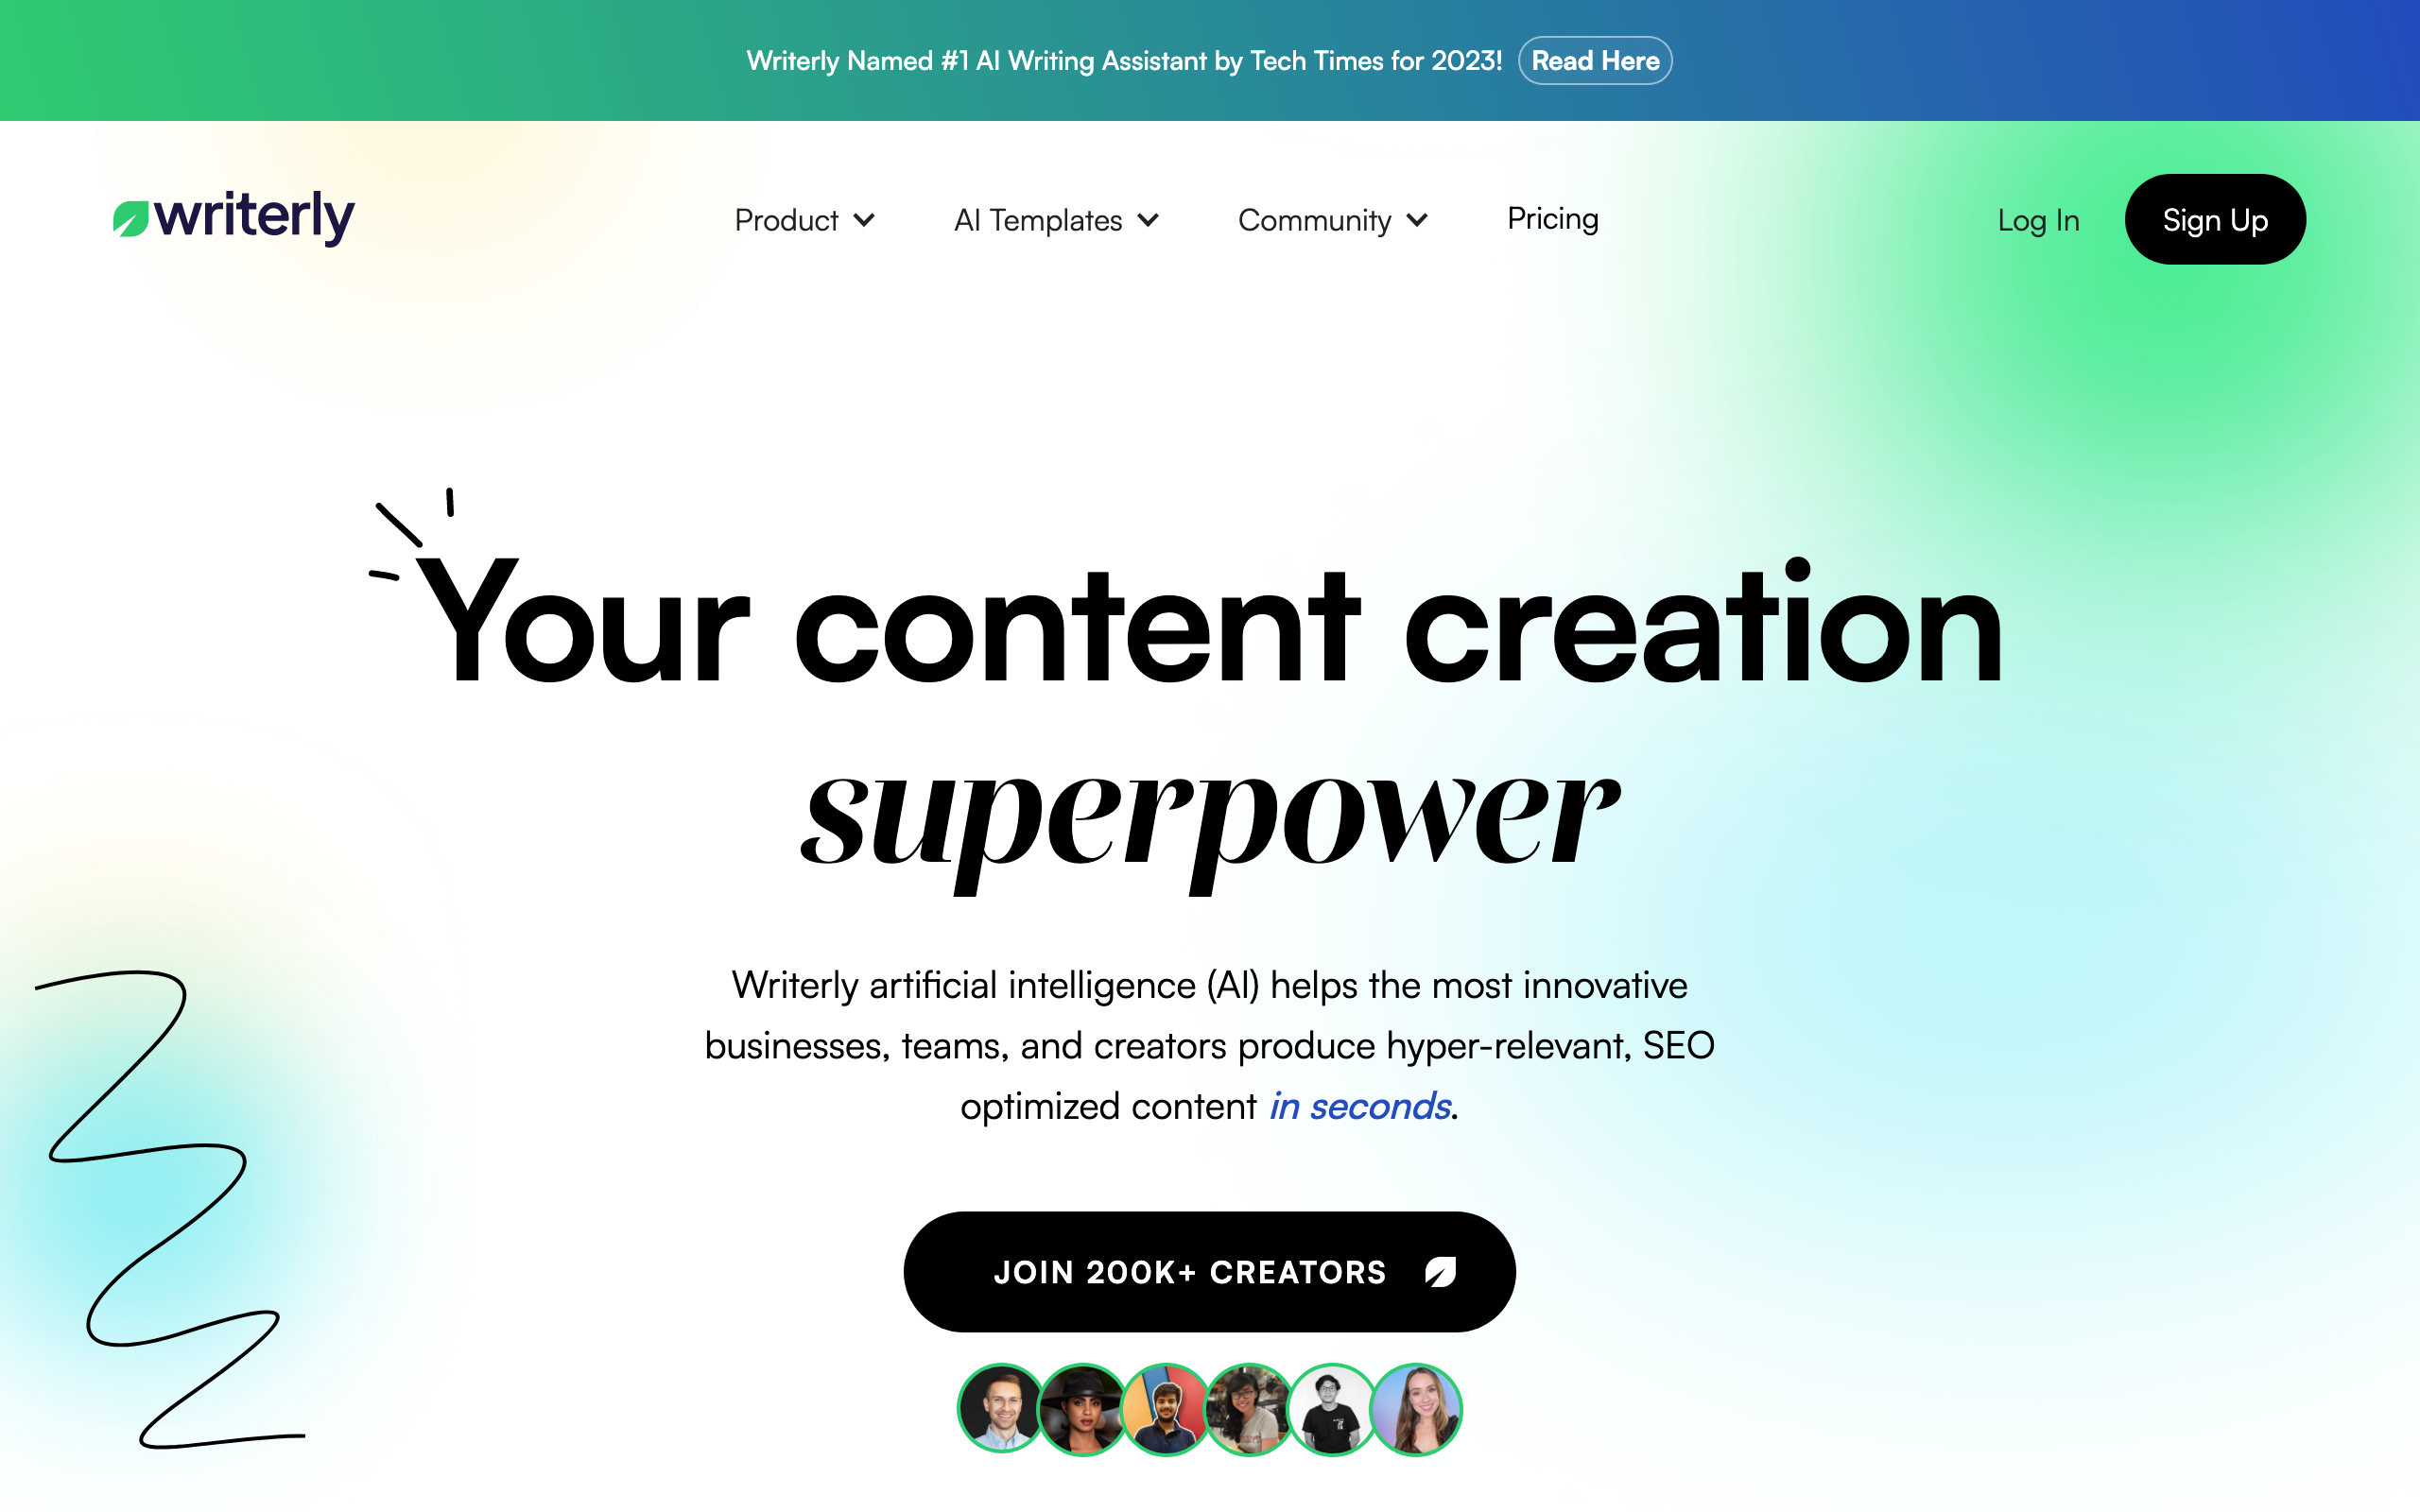 Writerly Named #1 AI Writing Assistant by Tech Times for 2023! Read Here
writerly
Product
AI Templates
Community
Pricing
Log In
Sign Up
Your content creation
superpower
Writerly artificial intelligence (AI) helps the most innovative
businesses, teams, and creators produce hyper-relevant, SEO
optimized content in seconds.
JOIN 200K+ CREATORS